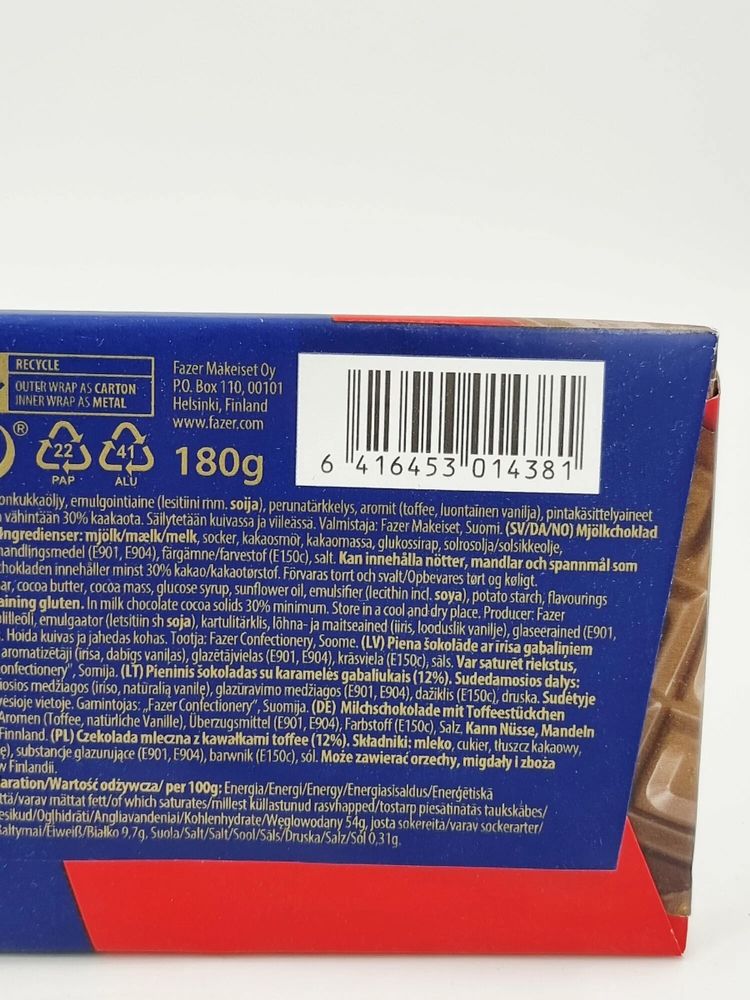 RECYCLE
OUTER WRAP AS CARTON
INNER WRAP AS METAL
Fazer Makeiset Oy
P.O. Box 110, 00101
Helsinki, Finland
www.fazer.com
®
22
PAP
41
ALU
180g
6 416453 014381
onkukkaöljy, emulgointiaine (lesitiini mm. soija), perunatärkkelys, aromit (toffee, luontainen vanilja), pintakäsittelyaineet
vähintään 30% kaakaota. Säilytetään kuivassa ja viileässä. Valmistaja: Fazer Makeiset, Suomi. (SV/DA/NO) Mjölkchoklad
Ingredienser: mjölk/mælk/melk, socker, kakaosmör, kakaomassa, glukossirap, solrosolja/solsikkeolje,
handlingsmedel (E901, E904), färgämne/farvestof (E150c), salt. Kan innehålla nötter, mandlar och spannmål som
chokladen innehåller minst 30% kakao/kakaotørstof. Förvaras torrt och svalt/Opbevares tørt og køligt.
ar, cocoa butter, cocoa mass, glucose syrup, sunflower oil, emulsifier (lecithin incl. soya), potato starch, flavourings
aining gluten. In milk chocolate cocoa solids 30% minimum. Store in a cool and dry place. Producer: Fazer
olilleõli, emulgaator (letsitiin sh soja), kartulitärklis, lõhna- ja maitseained (iiris, looduslik vanilje), glaseerained (E901,
. Hoida kuivas ja jahedas kohas. Tootja: Fazer Confectionery, Soome. (LV) Piena šokolāde ar īrisa gabaliņiem
aromatizētāji (īrisa, dabīgs vaniļas), glazētājvielas (E901, E904), krāsviela (E150c), sāls. Var saturēt riekstus,
onfectionery", Somija. (LT) Pieninis šokoladas su karamelės gabaliukais (12%). Sudedamosios dalys:
iosios medžiagos (iriso, natūralią vanilę), glazūravimo medžiagos (E901, E904), dažiklis (E150c), druska. Sudėtyje
vėsioje vietoje. Gamintojas: „Fazer Confectionery", Suomija. (DE) Milchschokolade mit Toffeestückchen
Aromen (Toffee, natürliche Vanille), Überzugsmittel (E901, E904), Farbstoff (E150c), Salz. Kann Nüsse, Mandeln
Finnland. (PL) Czekolada mleczna z kawałkami toffee (12%). Składniki: mleko, cukier, tłuszcz kakaowy,
ę), substancje glazurujące (E901, E904), barwnik (E150c), sól. Może zawierać orzechy, migdały i zboża
w Finlandii.
aration/Wartość odżywcza/ per 100g: Energia/Energi/Energy/Energiasisaldus/Enerģētiskā
ttä/varav mättat fett/of which saturates/millest küllastunud rasvhapped/tostarp piesātinātās taukskābes/
esikud/Ogļhidrāti/Angliavandeniai/Kohlenhydrate/Węglowodany 54g, josta sokereita/varav sockerarter/
altymai/Eiweiß/Białko 9,7g, Suola/Salt/Salt/Sool/Sāls/Druska/Salz/Sól 0,31g.